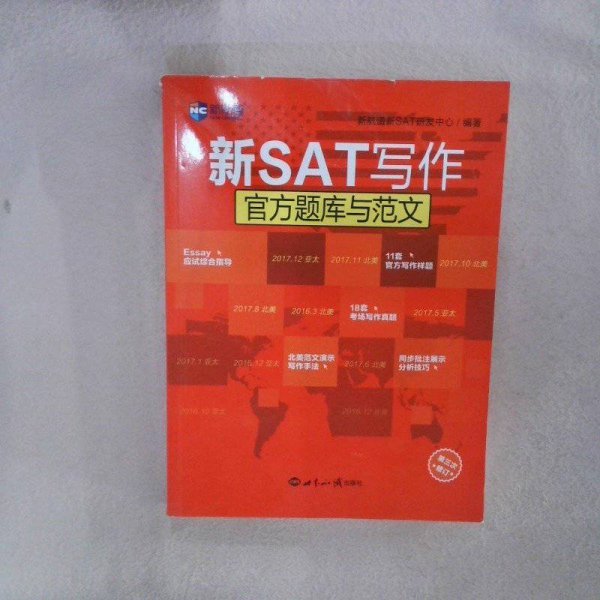 NC
新航道新SAT研发中心/编著
新SAT写作
官方题库与范文
Essay
应试综合指导
2017.12 亚太
2017.11 北美
11套
官方写作样题
2017.10 北美
2017.8 北美
2016.3 北美
18套
考场写作真题
2017.5 亚太
2017.1 亚太
2016.12 亚太
北美范文演示
写作手法
2017.6 北美
同步批注展示
分析技巧
2016.10 亚太
2016.12 北美
第三次
修订
世界知识出版社